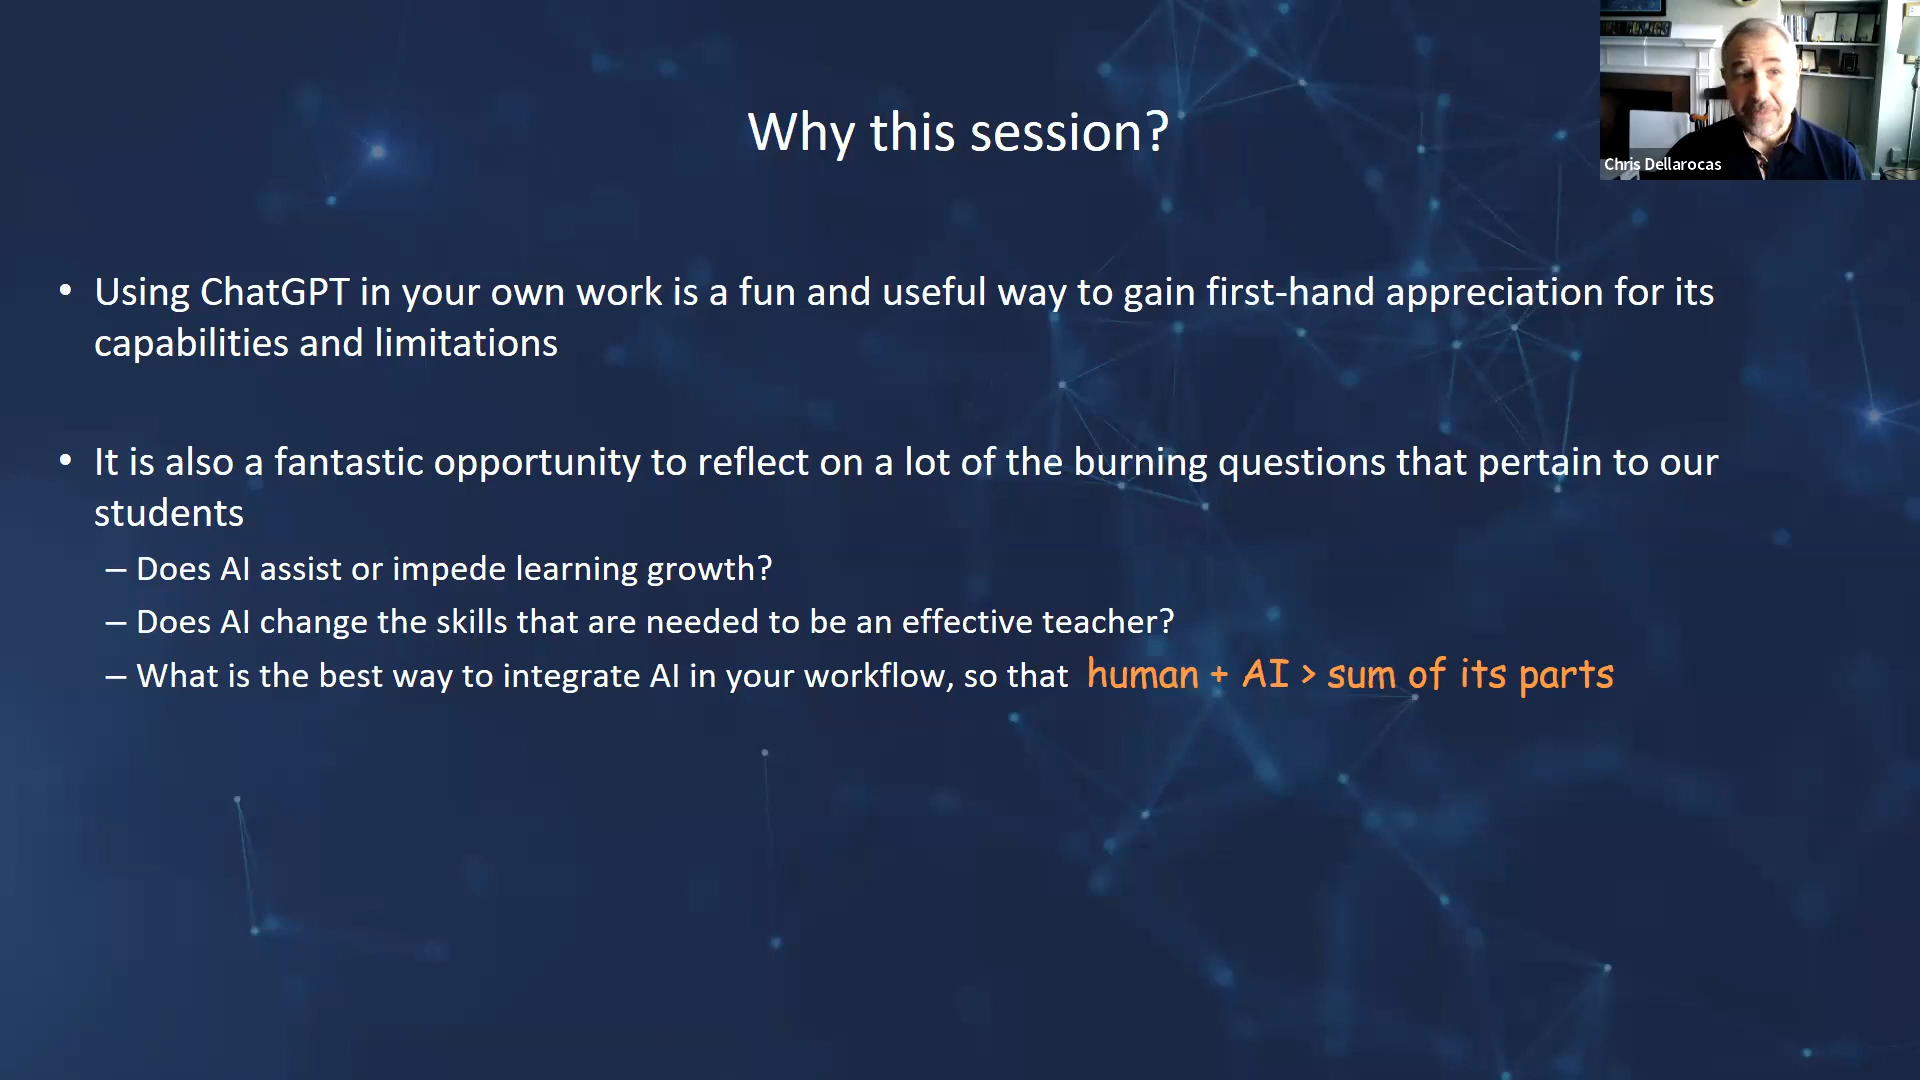 Why this session?
Chris Dellarocas
• Using ChatGPT in your own work is a fun and useful way to gain first-hand appreciation for its
capabilities and limitations
• It is also a fantastic opportunity to reflect on a lot of the burning questions that pertain to our
students
– Does AI assist or impede learning growth?
– Does AI change the skills that are needed to be an effective teacher?
– What is the best way to integrate AI in your workflow, so that human + AI > sum of its parts